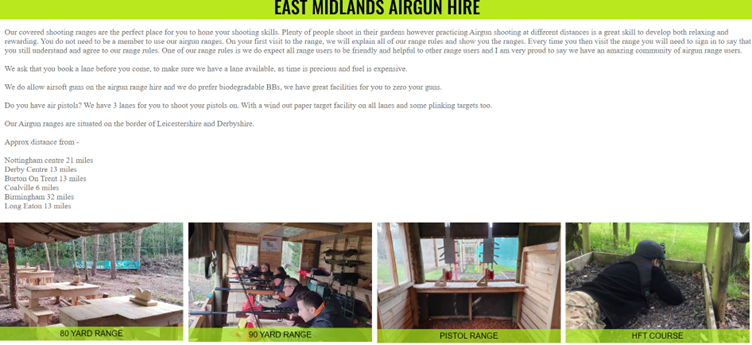 EAST MIDLANDS AIRGUN HIRE
Our covered shooting ranges are the perfect place for you to hone your shooting skills. Plenty of people shoot in their gardens however practicing Airgun shooting at different distances is a great skill to develop both relaxing and
rewarding. You do not need to be a member to use our airgun ranges. On your first visit to the range, we will explain all of our range rules and show you the ranges. Every time you then visit the range you will need to sign in to say that
you still understand and agree to our range rules. One of our range rules is we do expect all range users to be friendly and helpful to other range users and I am very proud to say we have an amazing community of airgun range users.
We ask that you book a lane before you come, to make sure we have a lane available, as time is precious and fuel is expensive.
We do allow airsoft guns on the airgun range hire and we do prefer biodegradable BBs, we have great facilities for you to zero your guns.
Do you have air pistols? We have 3 lanes for you to shoot your pistols on. With a wind out paper target facility on all lanes and some plinking targets too.
Our Airgun ranges are situated on the border of Leicestershire and Derbyshire.
Approx distance from -
Nottingham centre 21 miles
Derby Centre 13 miles
Burton On Trent 13 miles
Coalville 6 miles
Birmingham 32 miles
Long Eaton 13 miles
80 YARD RANGE
90 YARD RANGE
PISTOL RANGE
HFT COURSE